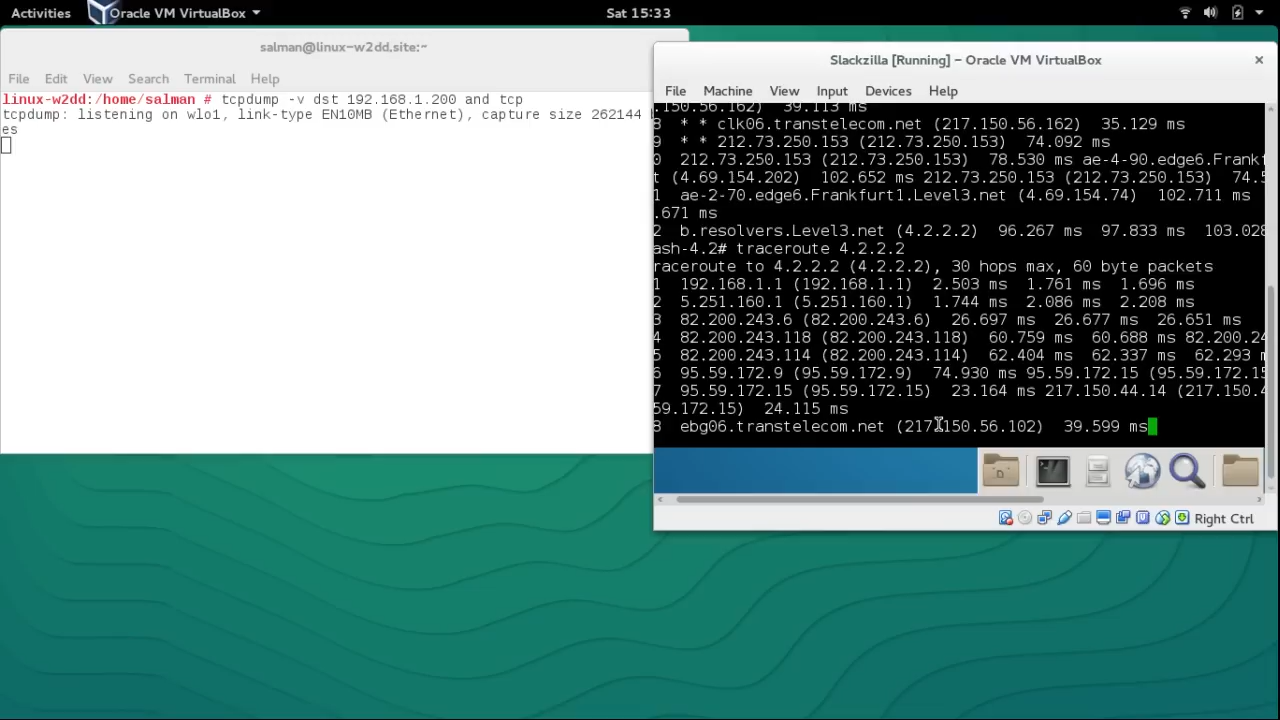 Activities Oracle VM VirtualBox Sat 15:33
salman@linux-w2dd.site:~
File Edit View Search Terminal Help
linux-w2dd:/home/salman # tcpdump -v dst 192.168.1.200 and tcp
tcpdump: listening on wlo1, link-type EN10MB (Ethernet), capture size 262144
es
Slackzilla [Running] - Oracle VM VirtualBox
File Machine View Input Devices Help
.150.56.162) 39.113 ms
8 * * clk06.transtelecom.net (217.150.56.162) 35.129 ms
9 * * 212.73.250.153 (212.73.250.153) 74.092 ms
0 212.73.250.153 (212.73.250.153) 78.530 ms ae-4-90.edge6.Frankf
t (4.69.154.202) 102.652 ms 212.73.250.153 (212.73.250.153) 74.5
1 ae-2-70.edge6.Frankfurt1.Level3.net (4.69.154.74) 102.711 ms
.671 ms
2 b.resolvers.Level3.net (4.2.2.2) 96.267 ms 97.833 ms 103.028
ash-4.2# traceroute 4.2.2.2
raceroute to 4.2.2.2 (4.2.2.2), 30 hops max, 60 byte packets
1 192.168.1.1 (192.168.1.1) 2.503 ms 1.761 ms 1.696 ms
2 5.251.160.1 (5.251.160.1) 1.744 ms 2.086 ms 2.208 ms
3 82.200.243.6 (82.200.243.6) 26.697 ms 26.677 ms 26.651 ms
4 82.200.243.118 (82.200.243.118) 60.759 ms 60.688 ms 82.200.24
5 82.200.243.114 (82.200.243.114) 62.404 ms 62.337 ms 62.293 m
6 95.59.172.9 (95.59.172.9) 74.930 ms 95.59.172.15 (95.59.172.15
7 95.59.172.15 (95.59.172.15) 23.164 ms 217.150.44.14 (217.150.4
59.172.15) 24.115 ms
8 ebg06.transtelecom.net (217.150.56.102) 39.599 ms
Right Ctrl